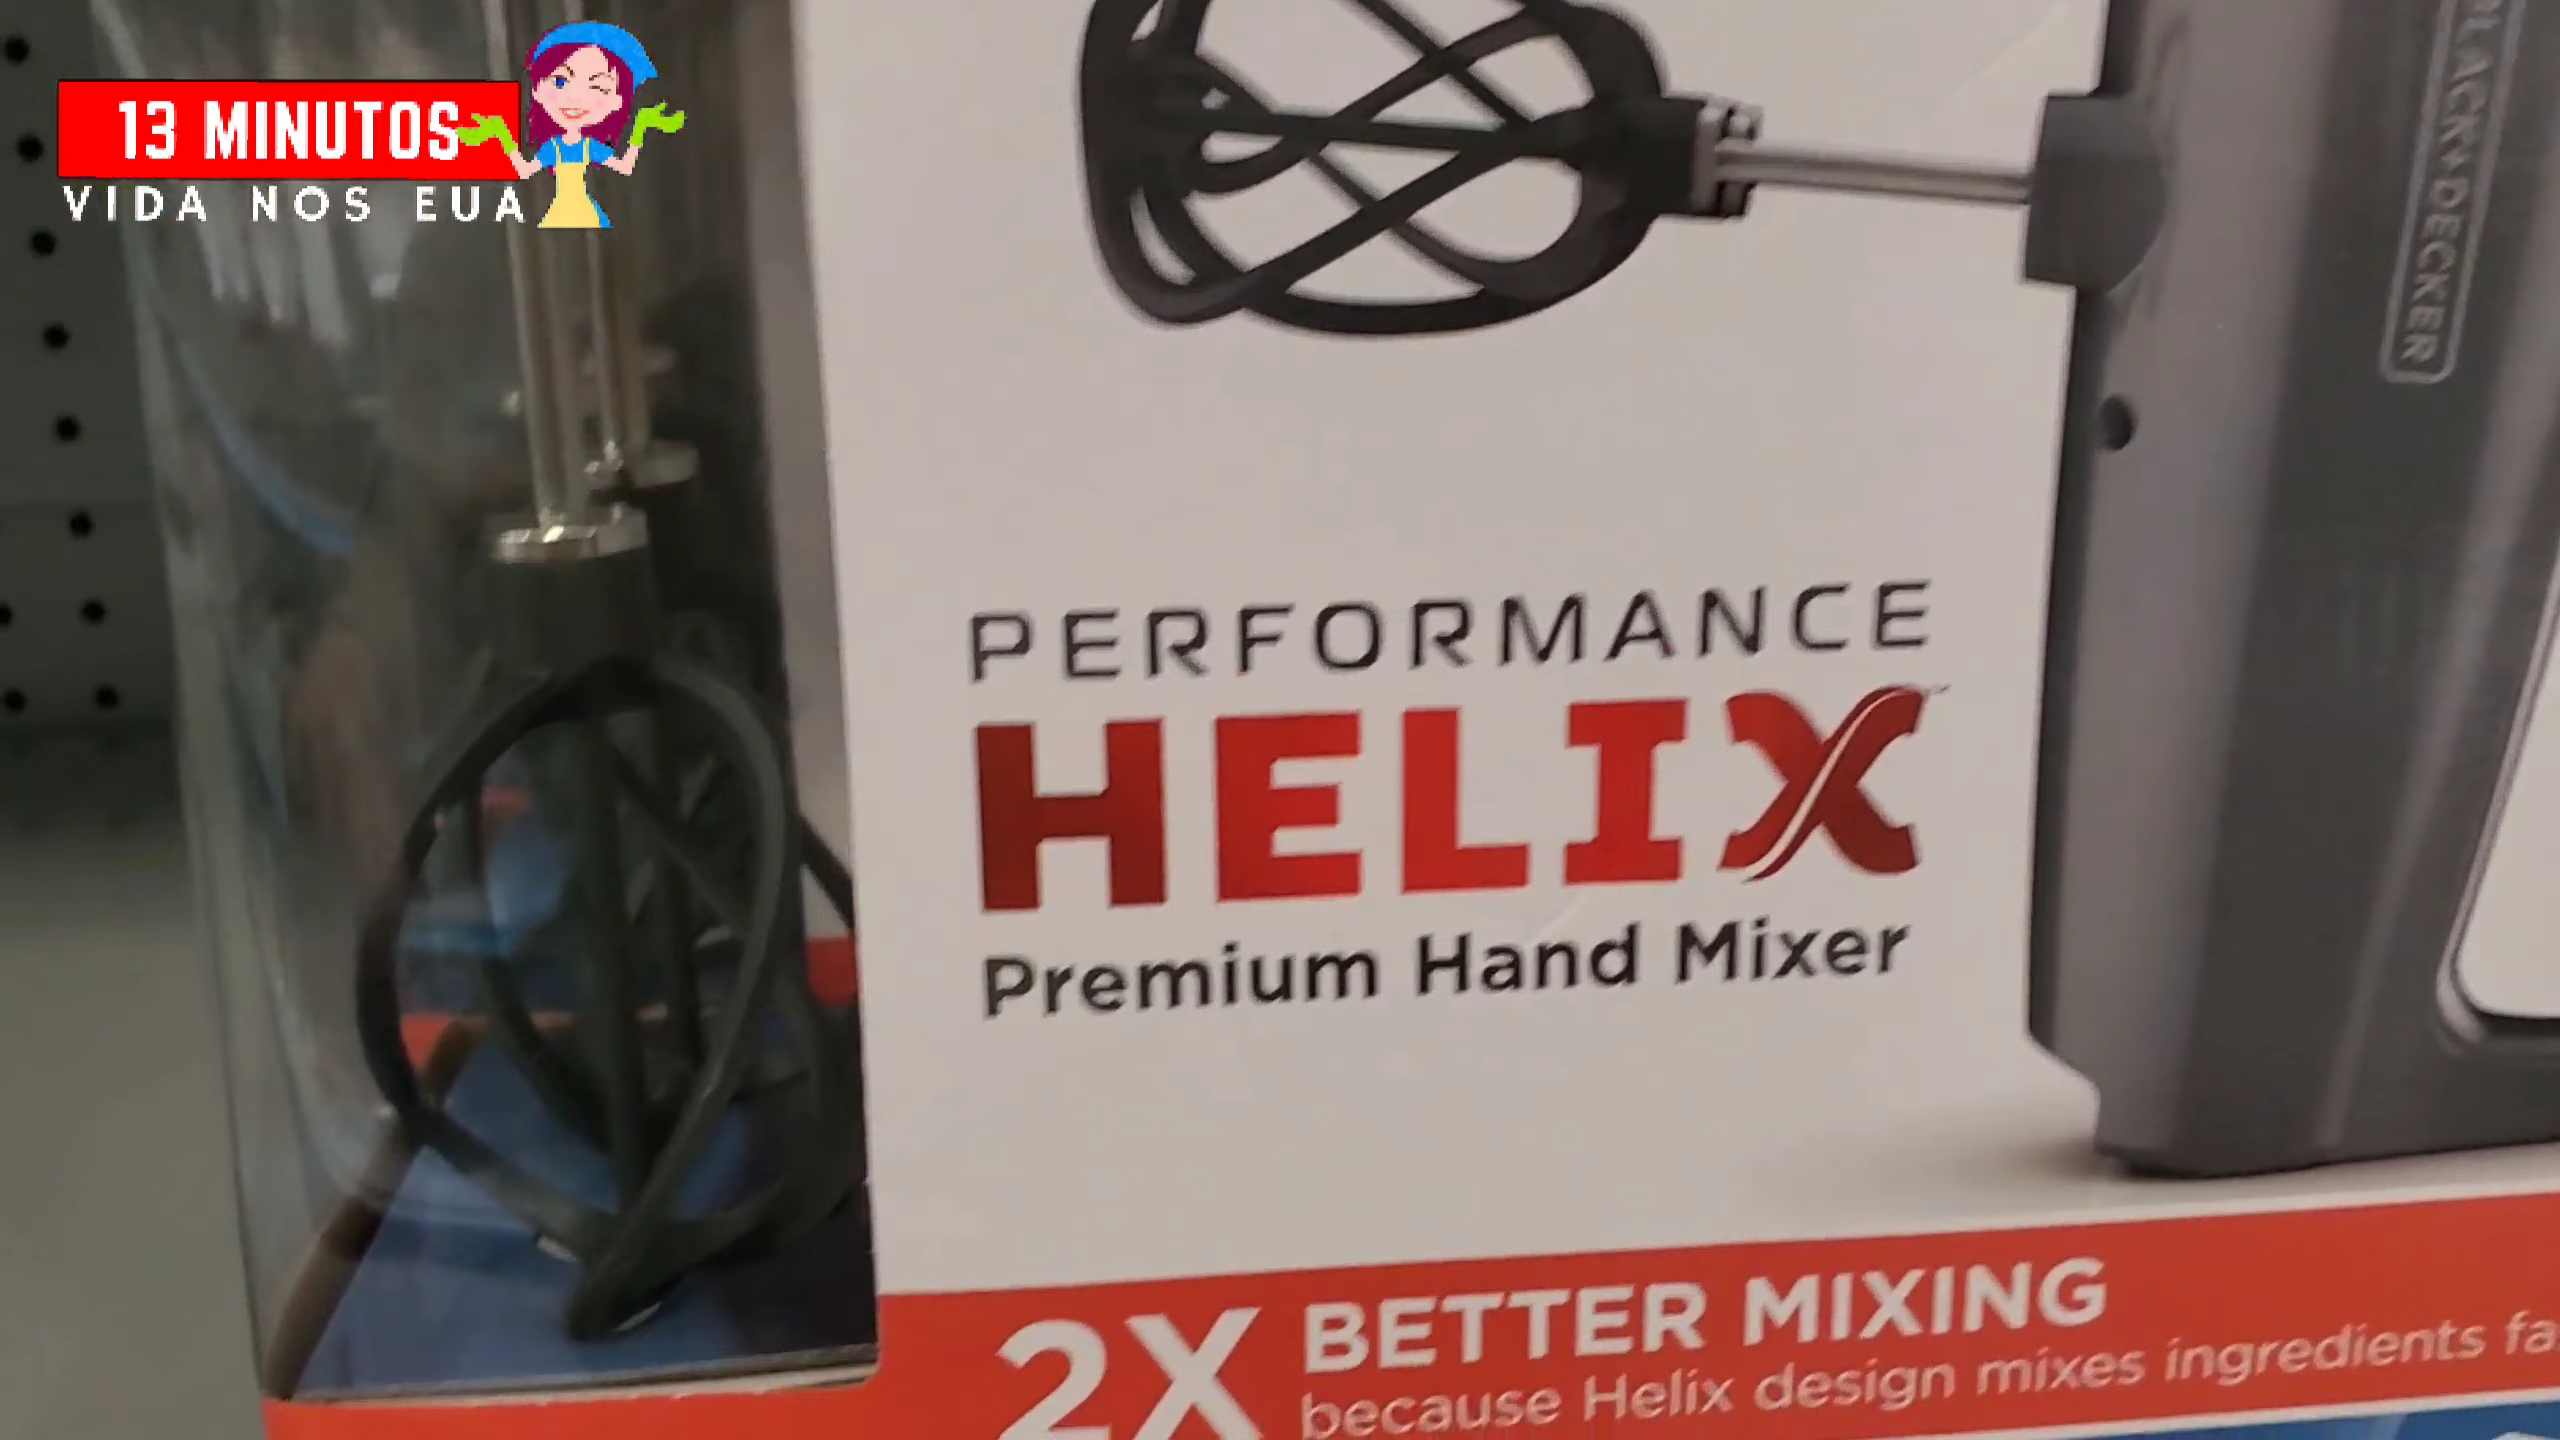 13 MINUTOS
VIDA NOS EUA
BLACK+DECKER
PERFORMANCE
HELIX
Premium Hand Mixer
2X BETTER MIXING
because Helix design mixes ingredients